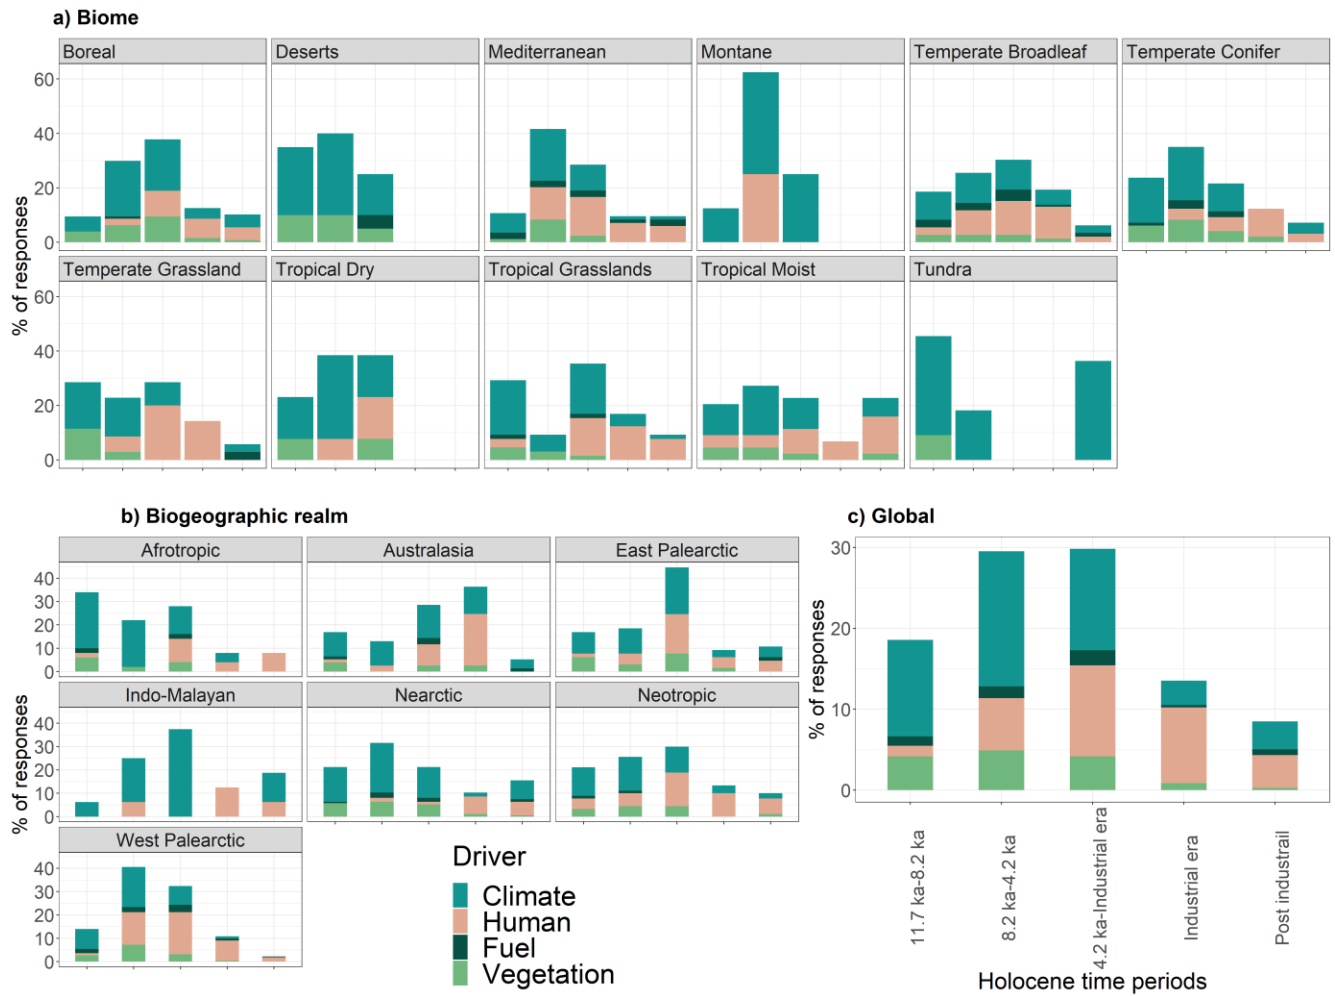 a) Biome
Boreal
Deserts
Mediterranean
Montane
Temperate Broadleaf
Temperate Conifer
60
40
20
0
Temperate Grassland
Tropical Dry
Tropical Grasslands
Tropical Moist
Tundra
60
40
20
0
% of responses
b) Biogeographic realm
Afrotropic
Australasia
East Palearctic
40
30
20
10
0
Indo-Malayan
Nearctic
Neotropic
40
30
20
10
0
West Palearctic
40
30
20
10
0
% of responses
Driver
Climate
Human
Fuel
Vegetation
c) Global
30
20
10
0
% of responses
11.7 ka-8.2 ka
8.2 ka-4.2 ka
4.2 ka-Industrial era
Industrial era
Post industrail
Holocene time periods